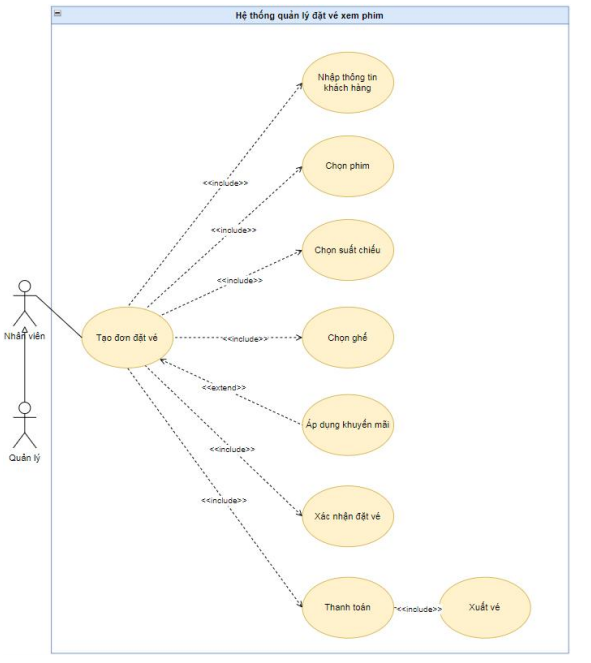 Hệ thống quản lý đặt vé xem phim
Nhập thông tin
khách hàng
Chọn phim
<<include>>
<<include>>
Chọn suất chiếu
<<include>>
Nhân viên
Tạo đơn đặt vé
<<include>>
Chọn ghế
<<extend>>
Áp dụng khuyến mãi
Quản lý
<<include>>
<<include>>
Xác nhận đặt vé
Thanh toán
<<include>>
Xuất vé